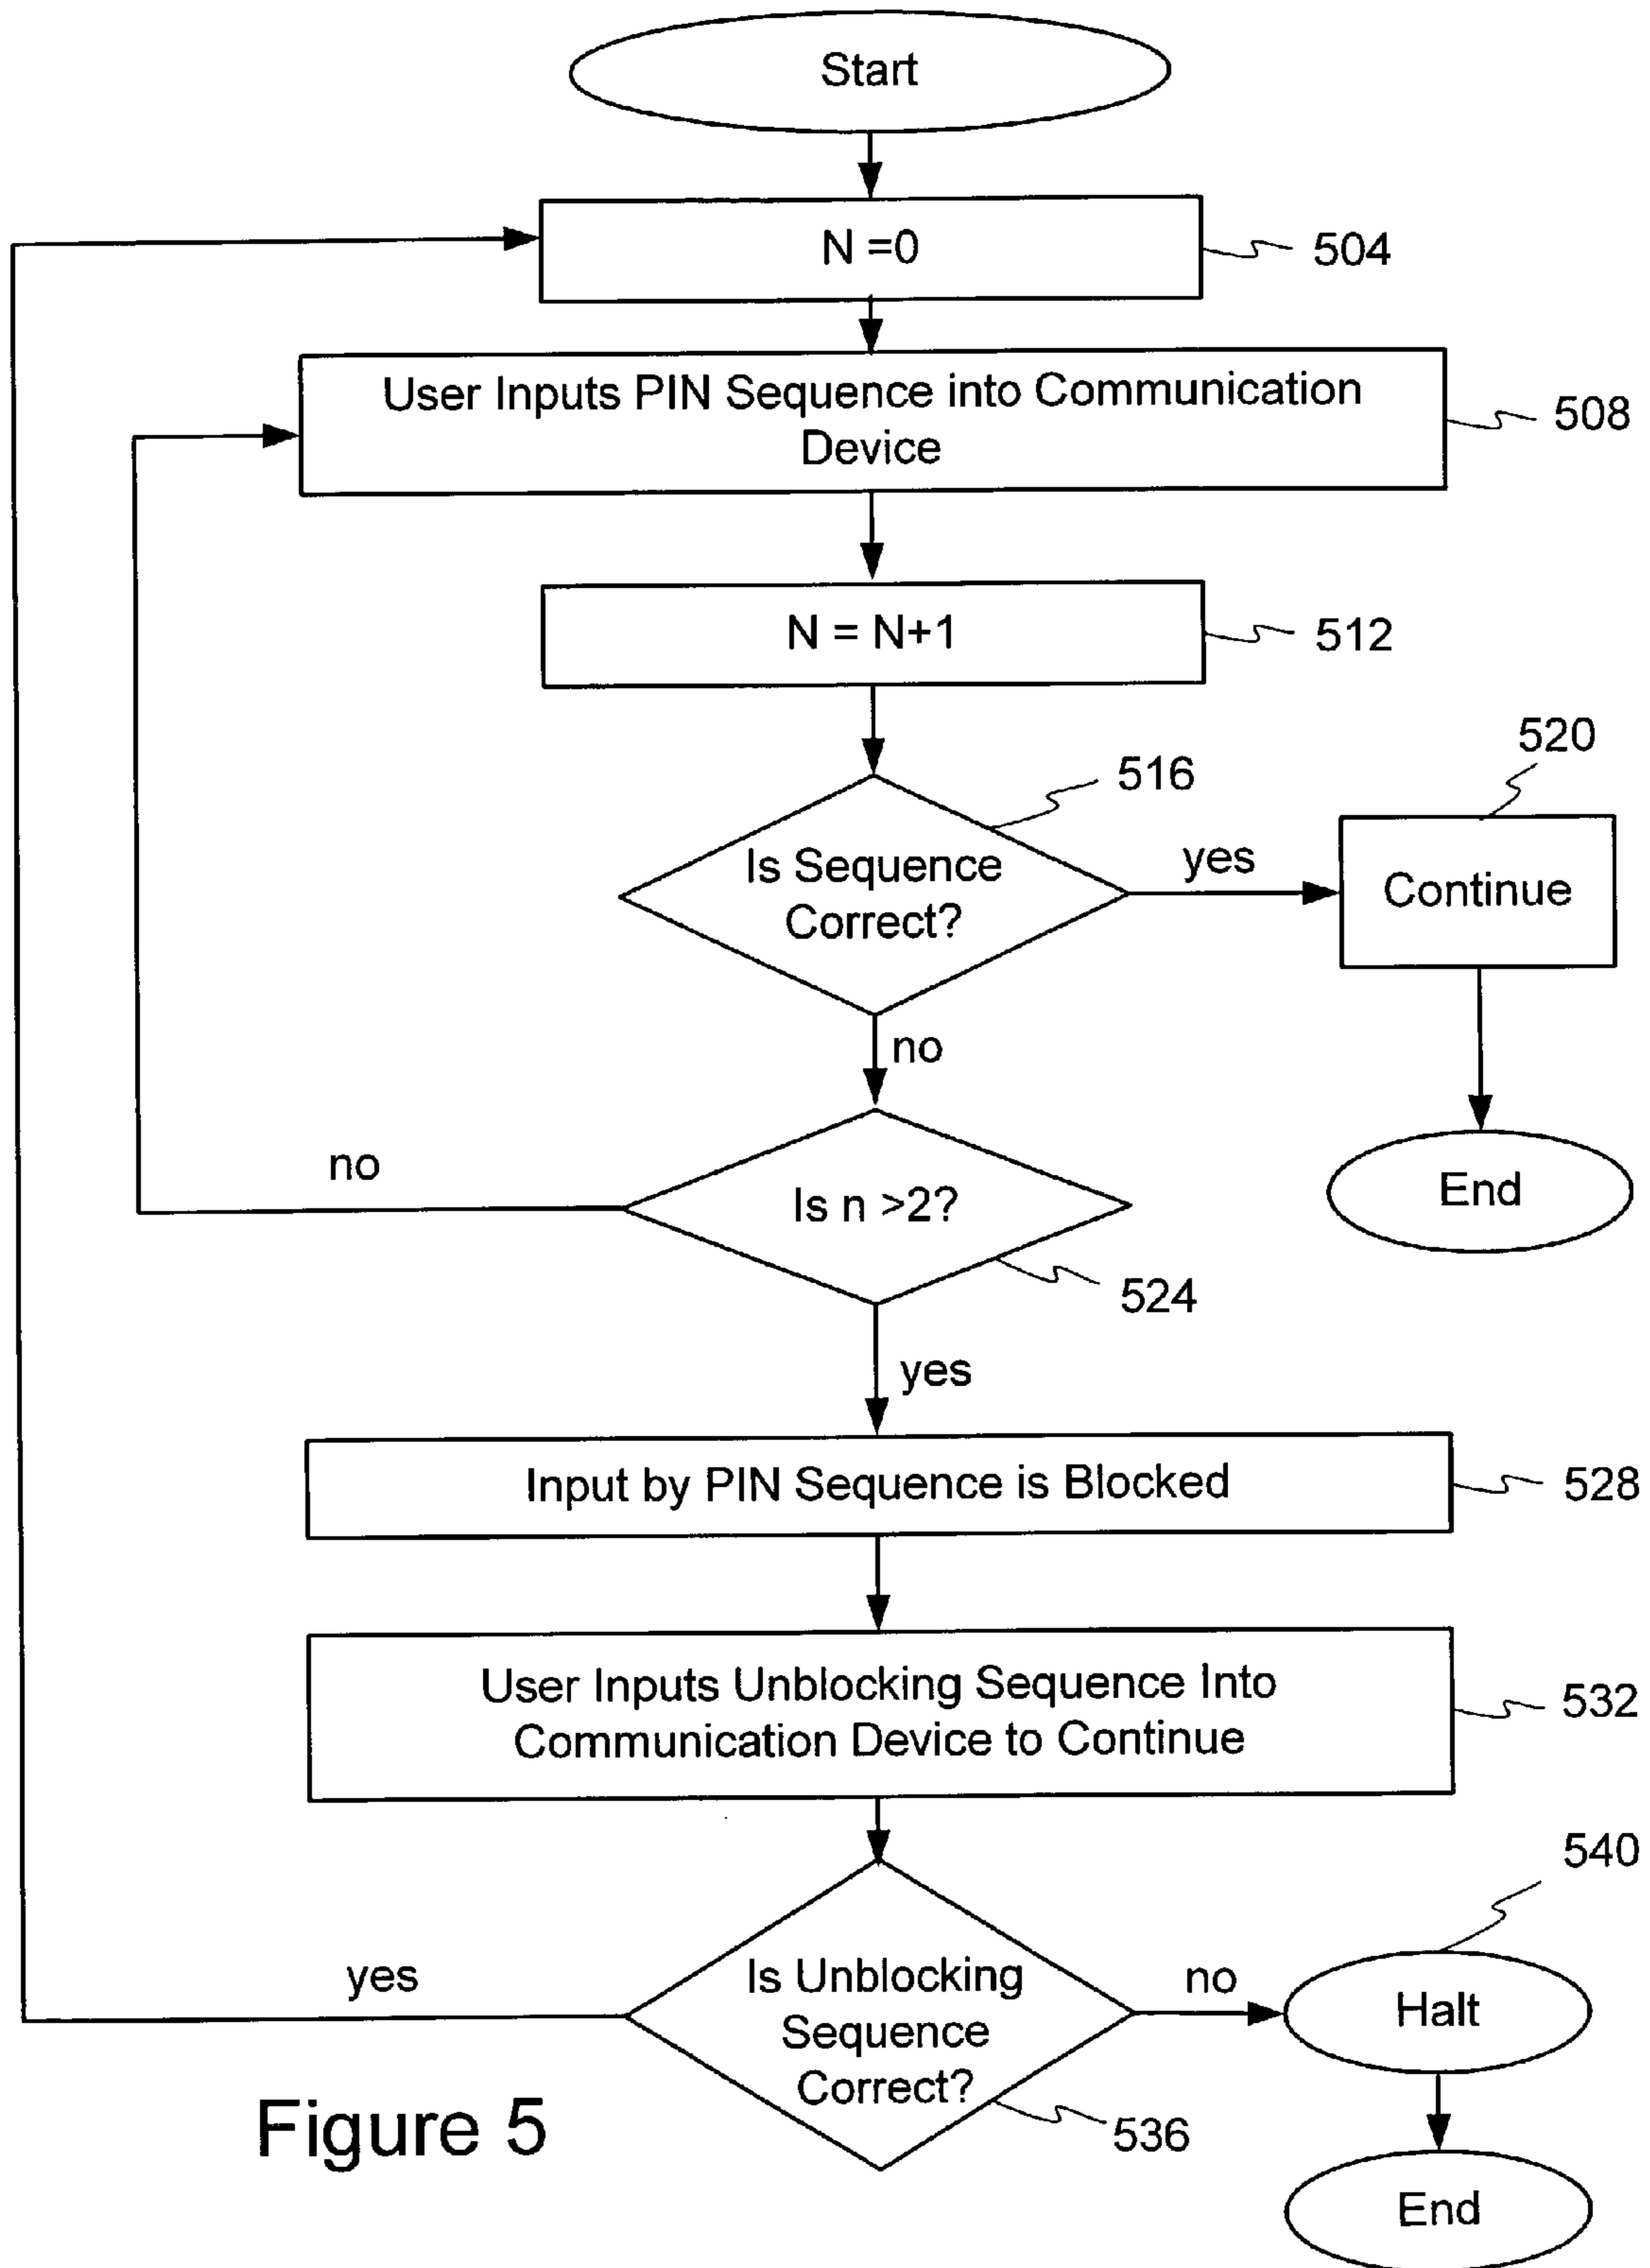 Start
N =0
504
User Inputs PIN Sequence into Communication
Device
508
N = N+1
512
516
520
Is Sequence
Correct?
yes
Continue
no
End
no
Is n >2?
524
yes
Input by PIN Sequence is Blocked
528
User Inputs Unblocking Sequence Into
Communication Device to Continue
532
540
yes
Is Unblocking
Sequence
Correct?
no
Halt
536
End
Figure 5